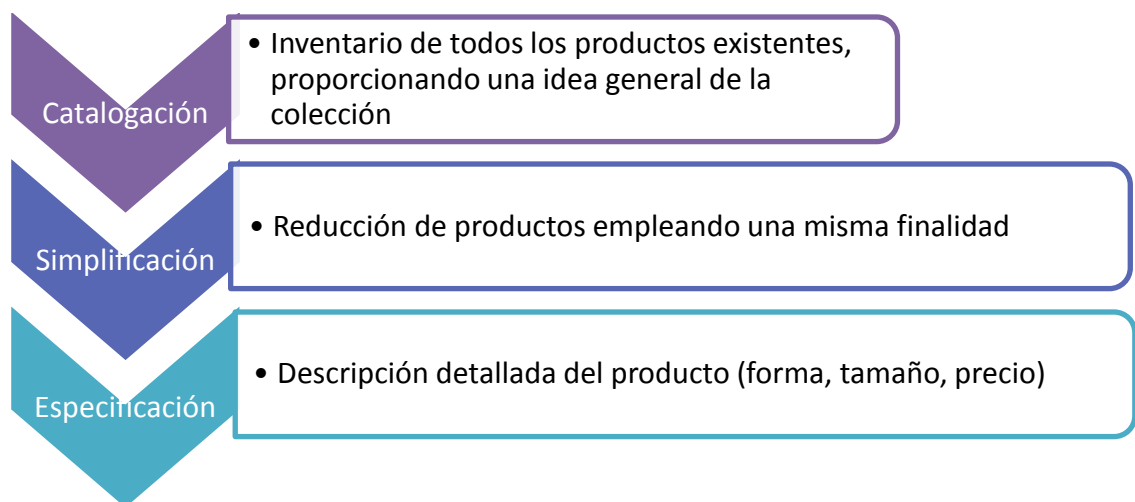 Catalogación
• Inventario de todos los productos existentes,
proporcionando una idea general de la
colección
Simplificación
• Reducción de productos empleando una misma finalidad
Especificación
• Descripción detallada del producto (forma, tamaño, precio)